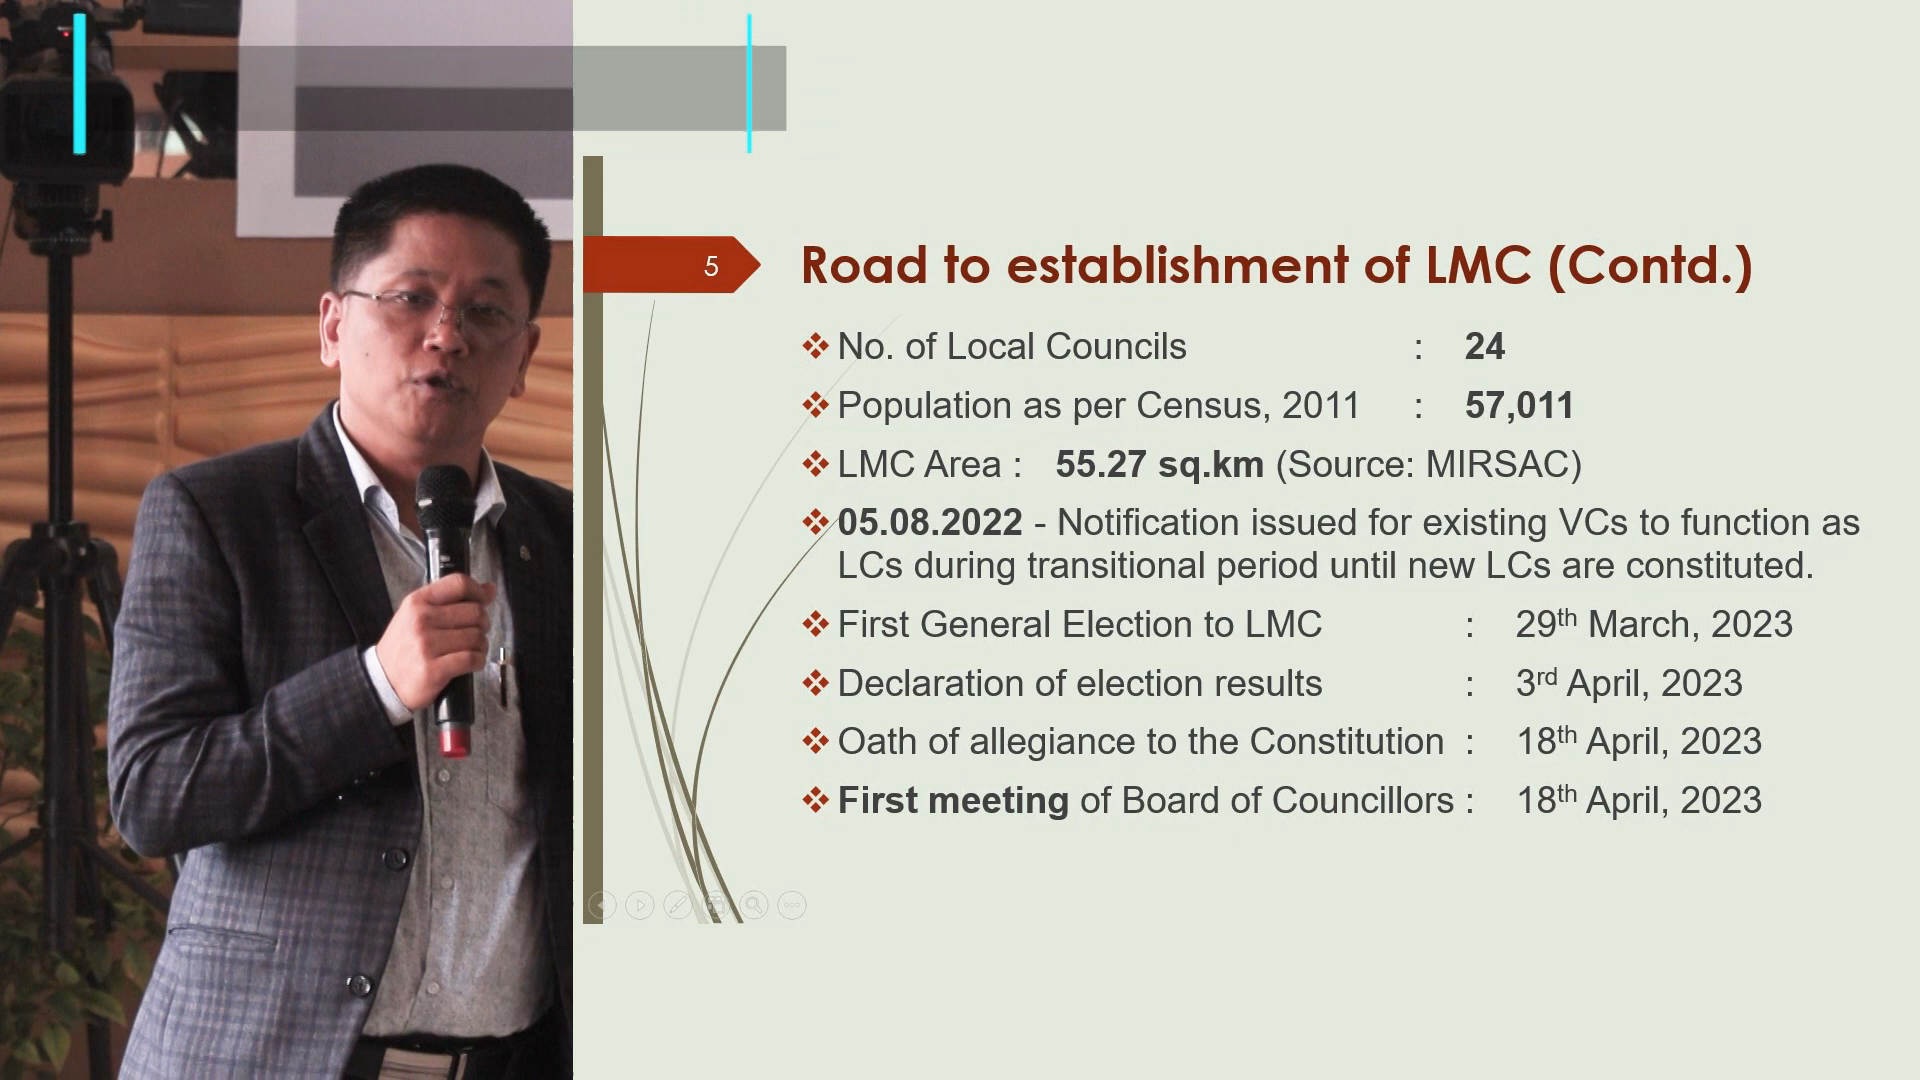 5
Road to establishment of LMC (Contd.)
No. of Local Councils : 24
Population as per Census, 2011 : 57,011
LMC Area : 55.27 sq.km (Source: MIRSAC)
05.08.2022 - Notification issued for existing VCs to function as
LCs during transitional period until new LCs are constituted.
First General Election to LMC : 29th March, 2023
Declaration of election results : 3rd April, 2023
Oath of allegiance to the Constitution : 18th April, 2023
First meeting of Board of Councillors : 18th April, 2023